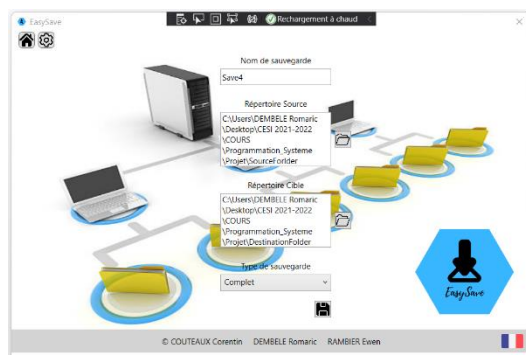 EasySave
Rechargement à chaud
Nom de sauvegarde
Save4
Répertoire Source
C:\Users\DEMBELE Romaric
\Desktop\CESI 2021-2022
\COURS
\Programmation_Systeme
\Projet\SourceForlder
Répertoire Cible
C:\Users\DEMBELE Romaric
\Desktop\CESI 2021-2022
\COURS
\Programmation_Systeme
\Projet\DestinationFolder
Type de sauvegarde
Complet
EasySave
© COUTEAUX Corentin DEMBELE Romaric RAMBIER Ewen